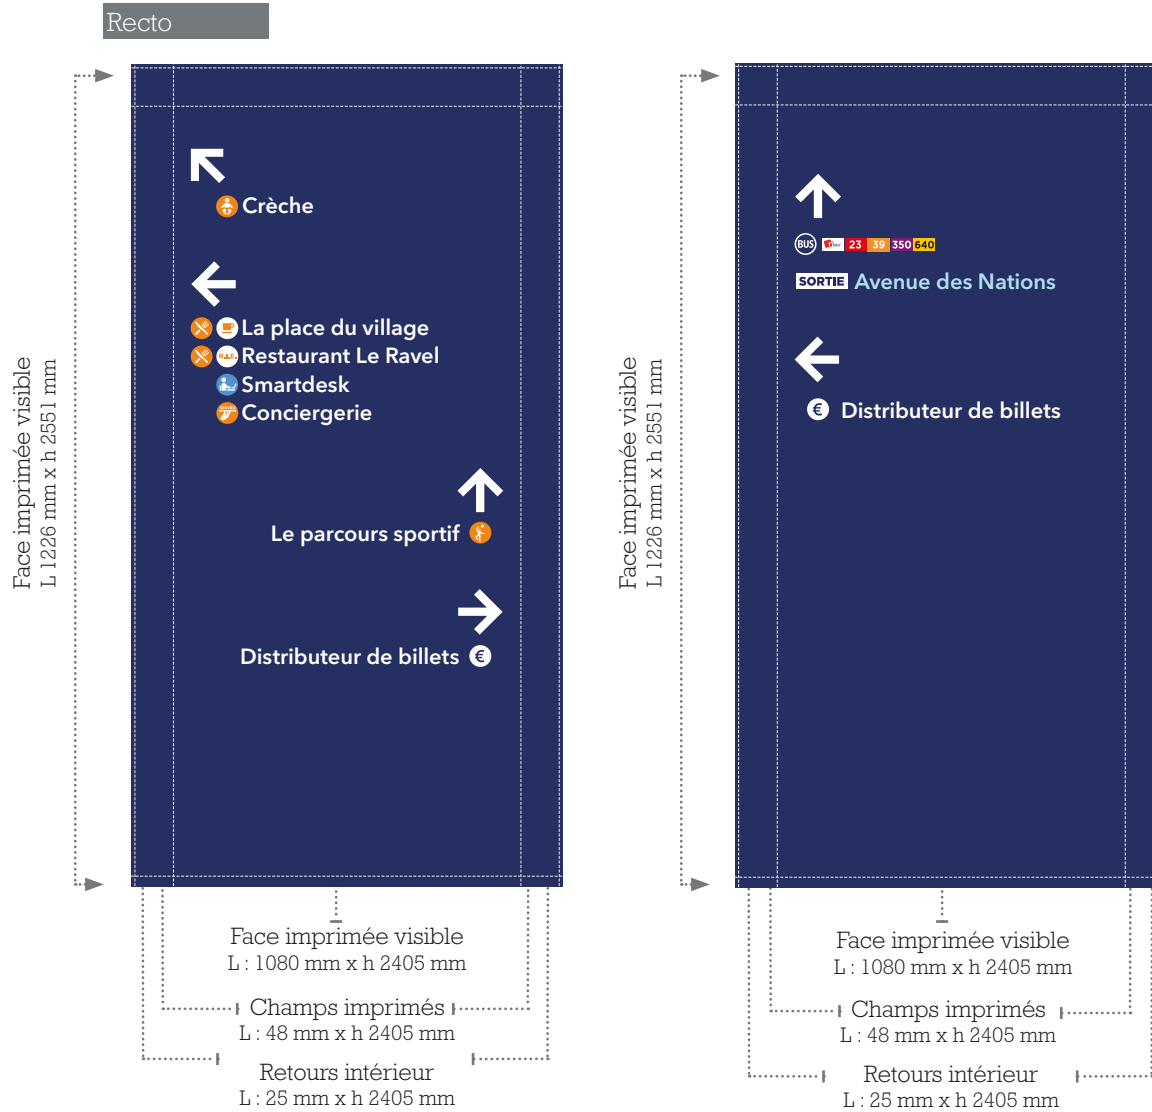 Recto
Face imprimée visible
L 1226 mm x h 2551 mm
Crèche
La place du village
R.I.E. Restaurant Le Ravel
Smartdesk
Conciergerie
Le parcours sportif
Distributeur de billets €
Face imprimée visible
L : 1080 mm x h 2405 mm
Champs imprimés
L : 48 mm x h 2405 mm
Retours intérieur
L : 25 mm x h 2405 mm
Face imprimée visible
L 1226 mm x h 2551 mm
BUS 23 39 350 640
SORTIE Avenue des Nations
€ Distributeur de billets
Face imprimée visible
L : 1080 mm x h 2405 mm
Champs imprimés
L : 48 mm x h 2405 mm
Retours intérieur
L : 25 mm x h 2405 mm